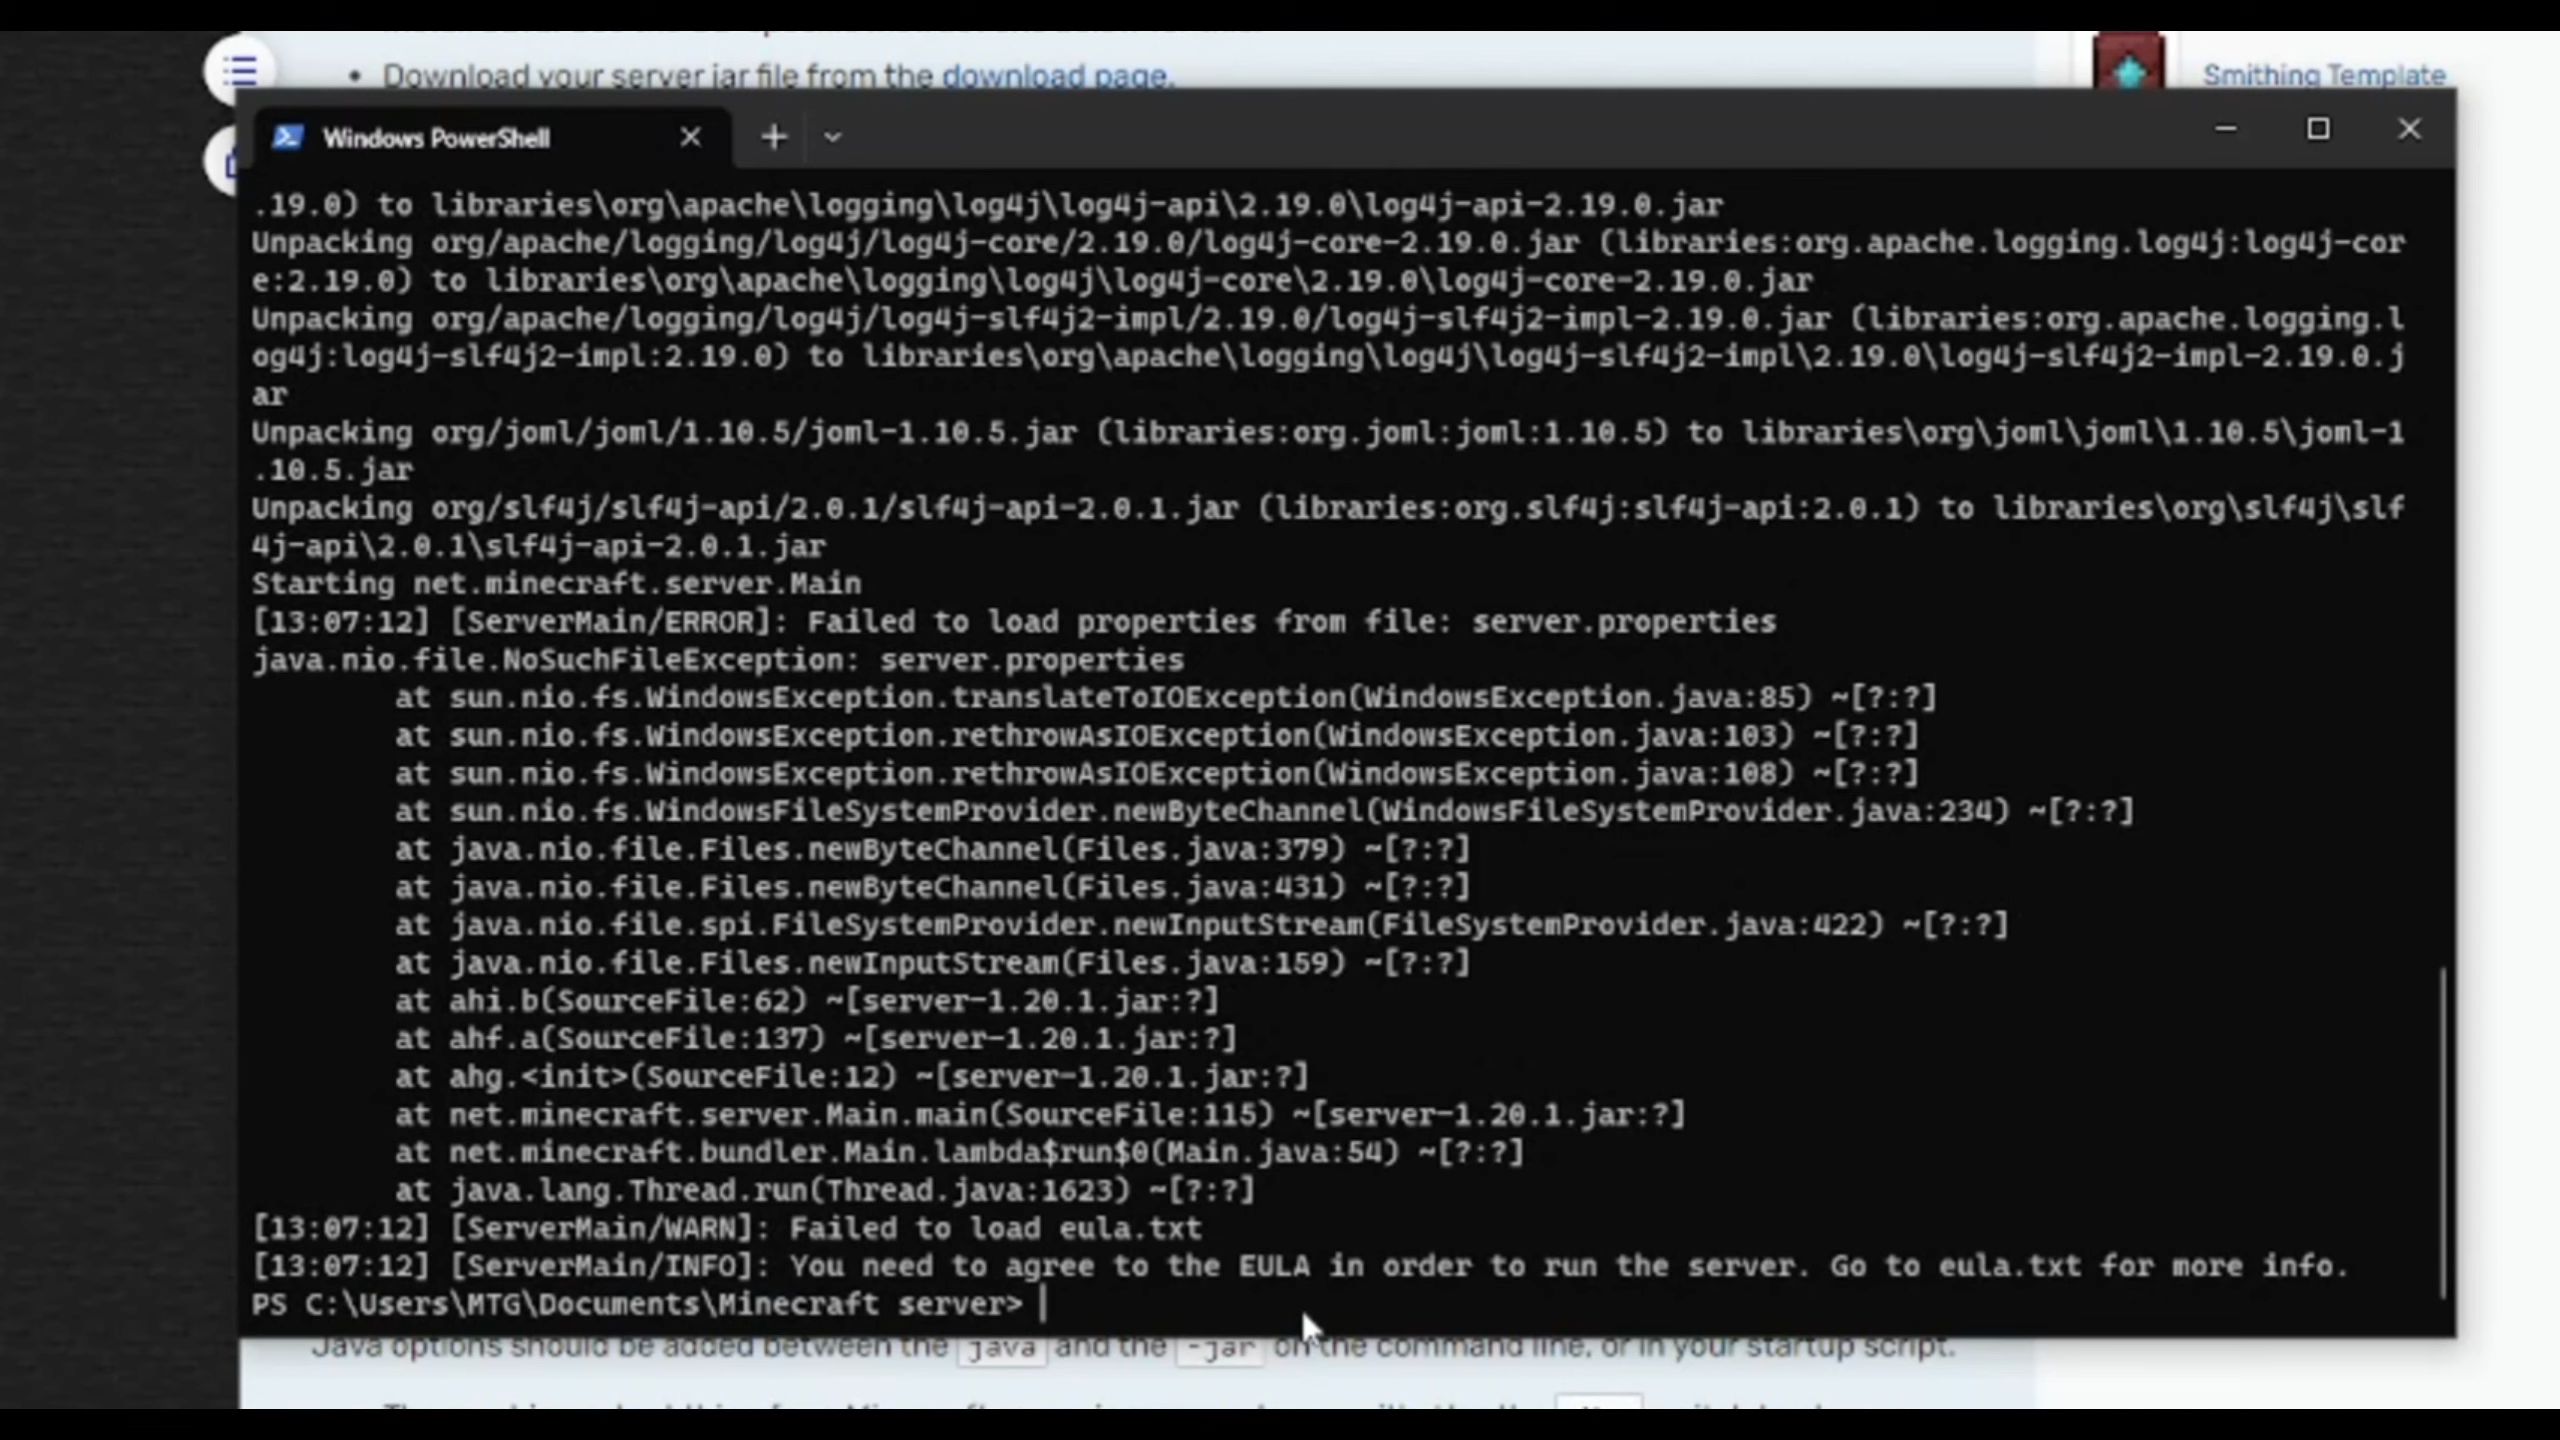 Download your server jar file from the download page.
Smithing Template
Windows PowerShell
.19.0) to libraries\org\apache\logging\log4j\log4j-api\2.19.0\log4j-api-2.19.0.jar
Unpacking org/apache/logging/log4j/log4j-core/2.19.0/log4j-core-2.19.0.jar (libraries:org.apache.logging.log4j:log4j-cor
e:2.19.0) to libraries\org\apache\logging\log4j\log4j-core\2.19.0\log4j-core-2.19.0.jar
Unpacking org/apache/logging/log4j/log4j-slf4j2-impl/2.19.0/log4j-slf4j2-impl-2.19.0.jar (libraries:org.apache.logging.l
og4j:log4j-slf4j2-impl:2.19.0) to libraries\org\apache\logging\log4j\log4j-slf4j2-impl\2.19.0\log4j-slf4j2-impl-2.19.0.j
ar
Unpacking org/joml/joml/1.10.5/joml-1.10.5.jar (libraries:org.joml:joml:1.10.5) to libraries\org\joml\joml\1.10.5\joml-1
.10.5.jar
Unpacking org/slf4j/slf4j-api/2.0.1/slf4j-api-2.0.1.jar (libraries:org.slf4j:slf4j-api:2.0.1) to libraries\org\slf4j\slf
4j-api\2.0.1\slf4j-api-2.0.1.jar
Starting net.minecraft.server.Main
[13:07:12] [ServerMain/ERROR]: Failed to load properties from file: server.properties
java.nio.file.NoSuchFileException: server.properties
at sun.nio.fs.WindowsException.translateToIOException(WindowsException.java:85) ~[?:?]
at sun.nio.fs.WindowsException.rethrowAsIOException(WindowsException.java:103) ~[?:?]
at sun.nio.fs.WindowsException.rethrowAsIOException(WindowsException.java:108) ~[?:?]
at sun.nio.fs.WindowsFileSystemProvider.newByteChannel(WindowsFileSystemProvider.java:234) ~[?:?]
at java.nio.file.Files.newByteChannel(Files.java:379) ~[?:?]
at java.nio.file.Files.newByteChannel(Files.java:431) ~[?:?]
at java.nio.file.spi.FileSystemProvider.newInputStream(FileSystemProvider.java:422) ~[?:?]
at java.nio.file.Files.newInputStream(Files.java:159) ~[?:?]
at ahi.b(SourceFile:62) ~[server-1.20.1.jar:?]
at ahf.a(SourceFile:137) ~[server-1.20.1.jar:?]
at ahg.<init>(SourceFile:12) ~[server-1.20.1.jar:?]
at net.minecraft.server.Main.main(SourceFile:115) ~[server-1.20.1.jar:?]
at net.minecraft.bundler.Main.lambda$run$0(Main.java:54) ~[?:?]
at java.lang.Thread.run(Thread.java:1623) ~[?:?]
[13:07:12] [ServerMain/WARN]: Failed to load eula.txt
[13:07:12] [ServerMain/INFO]: You need to agree to the EULA in order to run the server. Go to eula.txt for more info.
PS C:\Users\MTG\Documents\Minecraft server>
Java options should be added between the java and the -jar on the command line, or in your startup script.